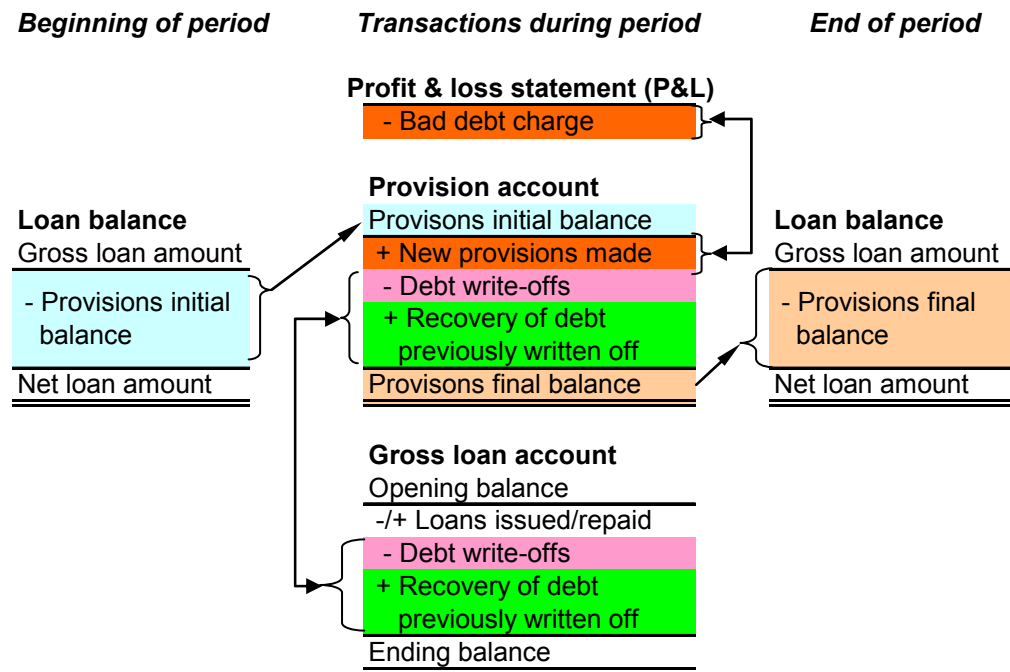 Beginning of period
Transactions during period
End of period
Profit & loss statement (P&L)
- Bad debt charge
Provision account
Provisons initial balance
+ New provisions made
- Debt write-offs
+ Recovery of debt
previously written off
Provisons final balance
Loan balance
Gross loan amount
- Provisions initial
balance
Net loan amount
Loan balance
Gross loan amount
- Provisions final
balance
Net loan amount
Gross loan account
Opening balance
-/+ Loans issued/repaid
- Debt write-offs
+ Recovery of debt
previously written off
Ending balance